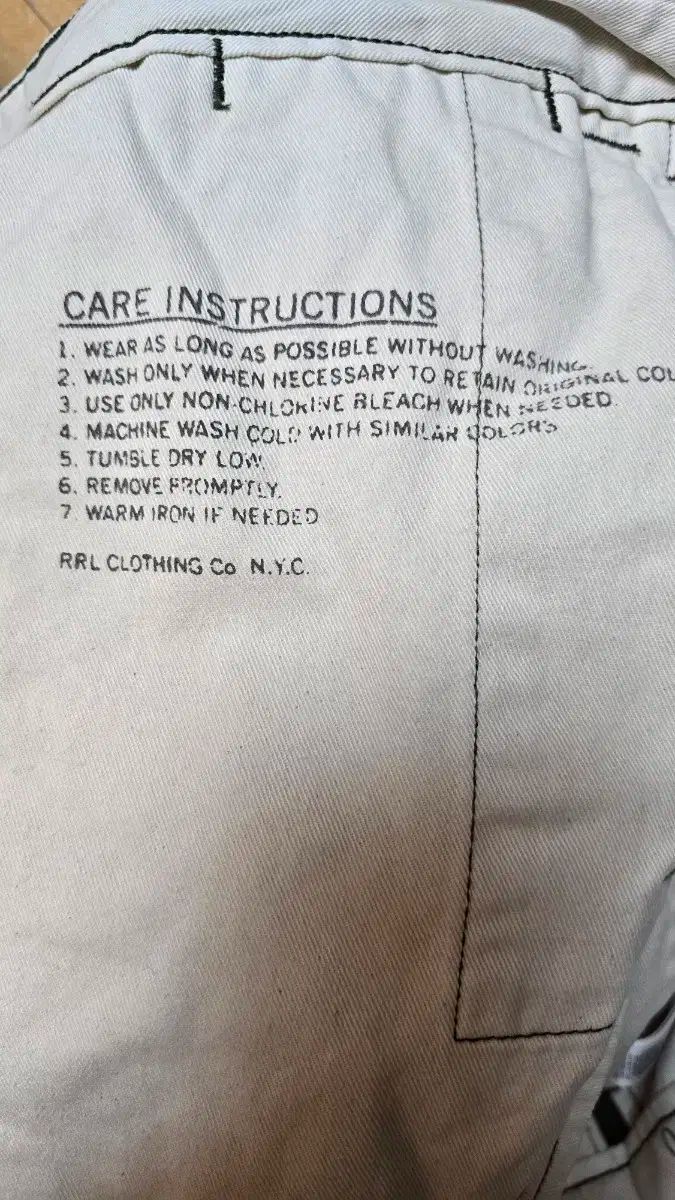 CARE INSTRUCTIONS
1. WEAR AS LONG AS POSSIBLE WITHOUT WASHING.
2. WASH ONLY WHEN NECESSARY TO RETAIN ORIGINAL COL
3. USE ONLY NON-CHLORINE BLEACH WHEN NEEDED.
4. MACHINE WASH COLD WITH SIMILAR COLORS
5. TUMBLE DRY LOW.
6. REMOVE PROMPTLY.
7. WARM IRON IF NEEDED
RRL CLOTHING Co N.Y.C.